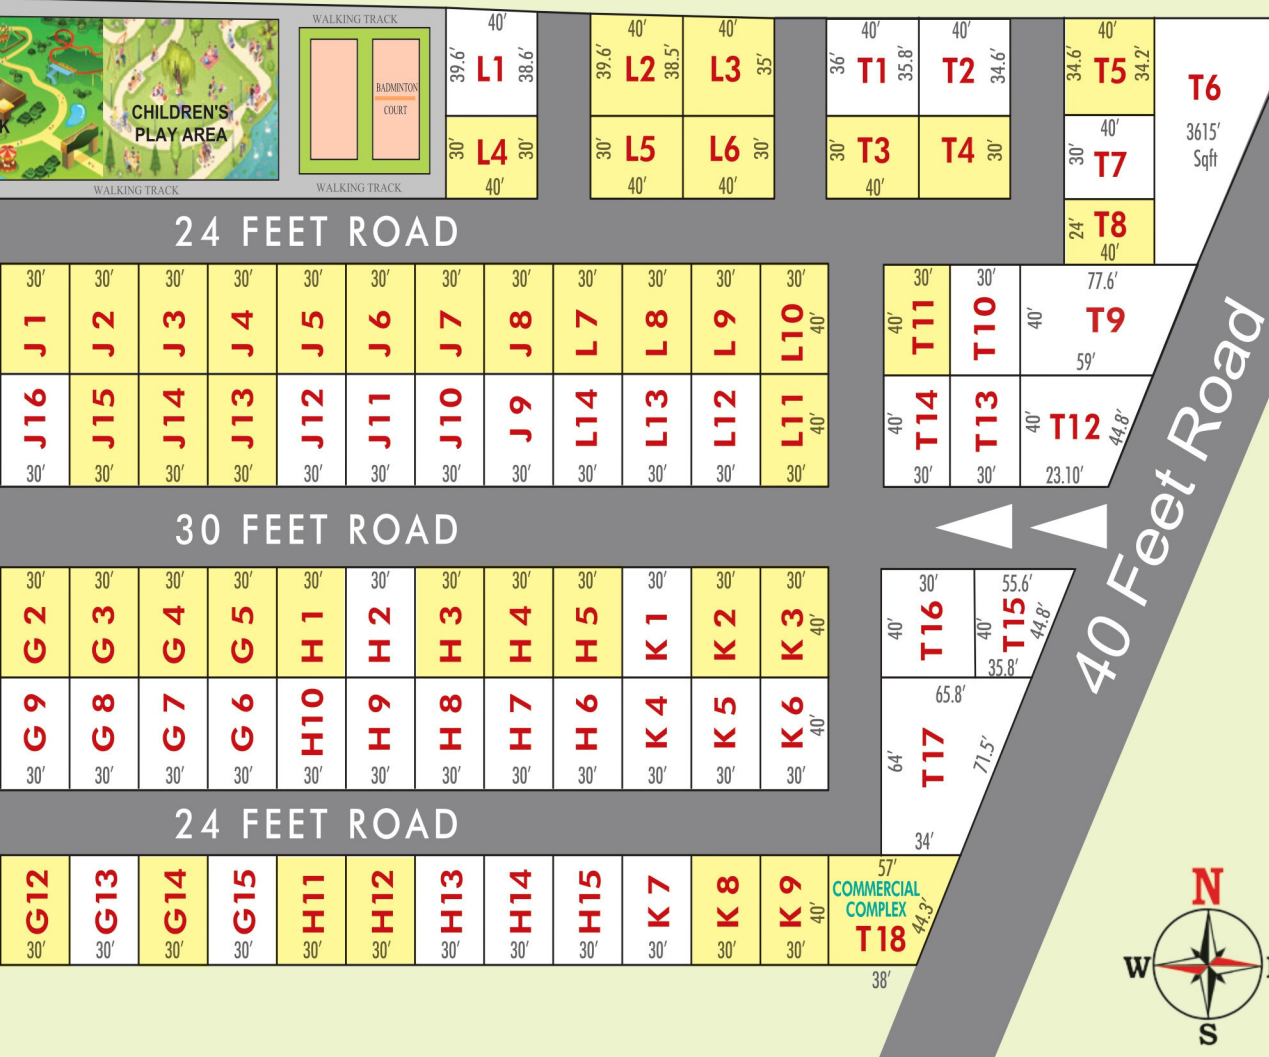 WALKING TRACK
40'
40'
40'
40'
40'
40'
39.6'
L1
38.6'
39.6'
L2
38.5'
L3
35'
36'
T1
35.8'
T2
34.6'
34.6'
T5
34.2'
T6
3615'
Sqft
K
CHILDREN'S
PLAY AREA
BADMINTON
COURT
30'
L4
30'
40'
30'
L5
40'
L6
30'
40'
30'
T3
40'
T4
30'
40'
30'
T7
WALKING TRACK
WALKING TRACK
24'
T8
40'
24 FEET ROAD
30'
30'
30'
30'
30'
30'
30'
30'
30'
30'
30'
30'
30'
30'
77.6'
J 1
J 2
J 3
J 4
J 5
J 6
J 7
J 8
L 7
L 8
L 9
L10
40'
40'
T11
T10
40'
T9
59'
J16
J15
J14
J13
J12
J11
J10
J 9
L14
L13
L12
L11
40'
40'
T14
T13
40'
T12
44.8'
30'
30'
30'
30'
30'
30'
30'
30'
30'
30'
30'
30'
30'
30'
23.10'
30 FEET ROAD
40 Feet Road
30'
30'
30'
30'
30'
30'
30'
30'
30'
30'
30'
30'
30'
55.6'
G 2
G 3
G 4
G 5
H 1
H 2
H 3
H 4
H 5
K 1
K 2
K 3
40'
40'
T16
40'
T15
44.8'
35.8'
G 9
G 8
G 7
G 6
H10
H 9
H 8
H 7
H 6
K 4
K 5
K 6
40'
30'
30'
30'
30'
30'
30'
30'
30'
30'
30'
30'
30'
65.8'
64'
T17
71.5'
34'
24 FEET ROAD
G12
G13
G14
G15
H11
H12
H13
H14
H15
K 7
K 8
K 9
40'
30'
30'
30'
30'
30'
30'
30'
30'
30'
30'
30'
30'
57'
COMMERCIAL
COMPLEX
T18
44.3'
38'
N
W
S